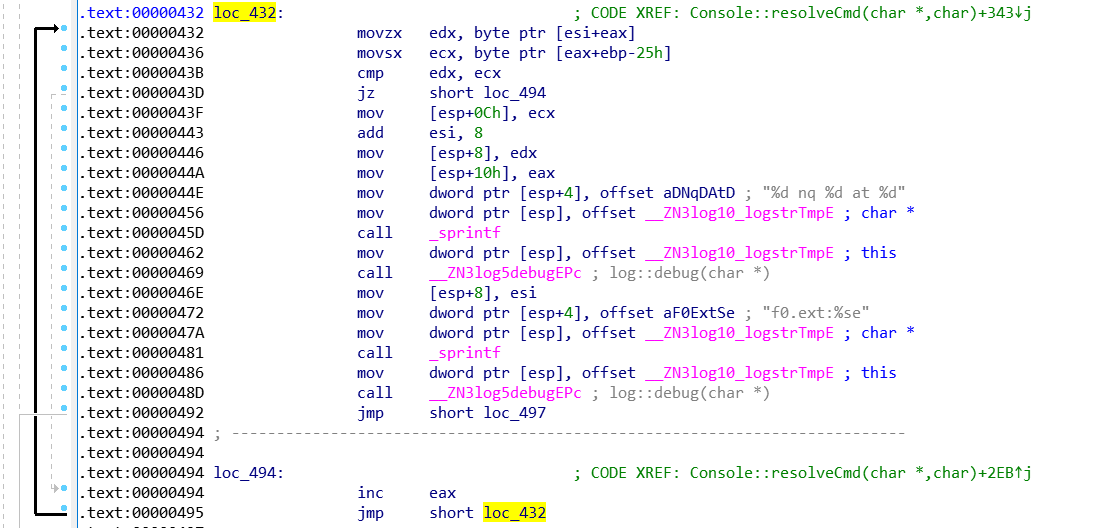 .text:00000432 loc_432: ; CODE XREF: Console::resolveCmd(char *,char)+343↓j
.text:00000432 movzx edx, byte ptr [esi+eax]
.text:00000436 movsx ecx, byte ptr [eax+ebp-25h]
.text:0000043B cmp edx, ecx
.text:0000043D jz short loc_494
.text:0000043F mov [esp+0Ch], ecx
.text:00000443 add esi, 8
.text:00000446 mov [esp+8], edx
.text:0000044A mov [esp+10h], eax
.text:0000044E mov dword ptr [esp+4], offset aDNqDAtD ; "%d nq %d at %d"
.text:00000456 mov dword ptr [esp], offset __ZN3log10_logstrTmpE ; char *
.text:0000045D call _sprintf
.text:00000462 mov dword ptr [esp], offset __ZN3log10_logstrTmpE ; this
.text:00000469 call __ZN3log5debugEPc ; log::debug(char *)
.text:0000046E mov [esp+8], esi
.text:00000472 mov dword ptr [esp+4], offset aF0ExtSe ; "f0.ext:%se"
.text:0000047A mov dword ptr [esp], offset __ZN3log10_logstrTmpE ; char *
.text:00000481 call _sprintf
.text:00000486 mov dword ptr [esp], offset __ZN3log10_logstrTmpE ; this
.text:0000048D call __ZN3log5debugEPc ; log::debug(char *)
.text:00000492 jmp short loc_497
.text:00000494 ; ---------------------------------------------------------------------------
.text:00000494
.text:00000494 loc_494: ; CODE XREF: Console::resolveCmd(char *,char)+2EB↑j
.text:00000494 inc eax
.text:00000495 jmp short loc_432